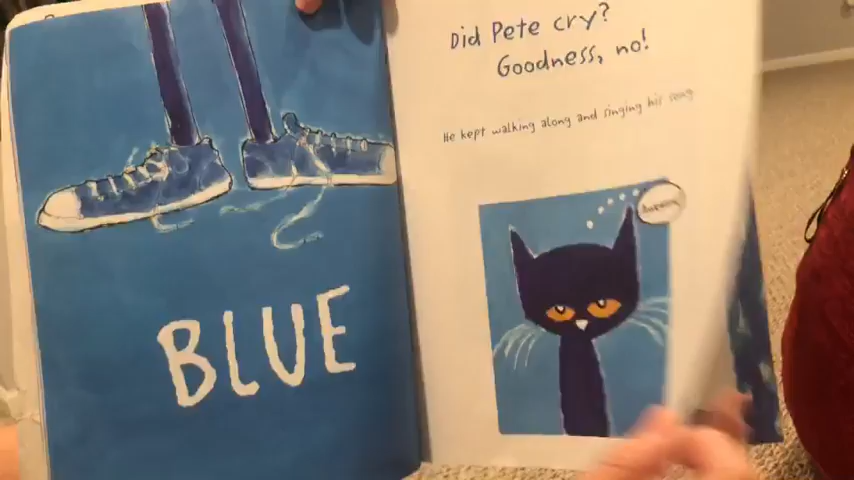 BLUE
Did Pete cry?
Goodness, no!
He kept walking along and singing his song